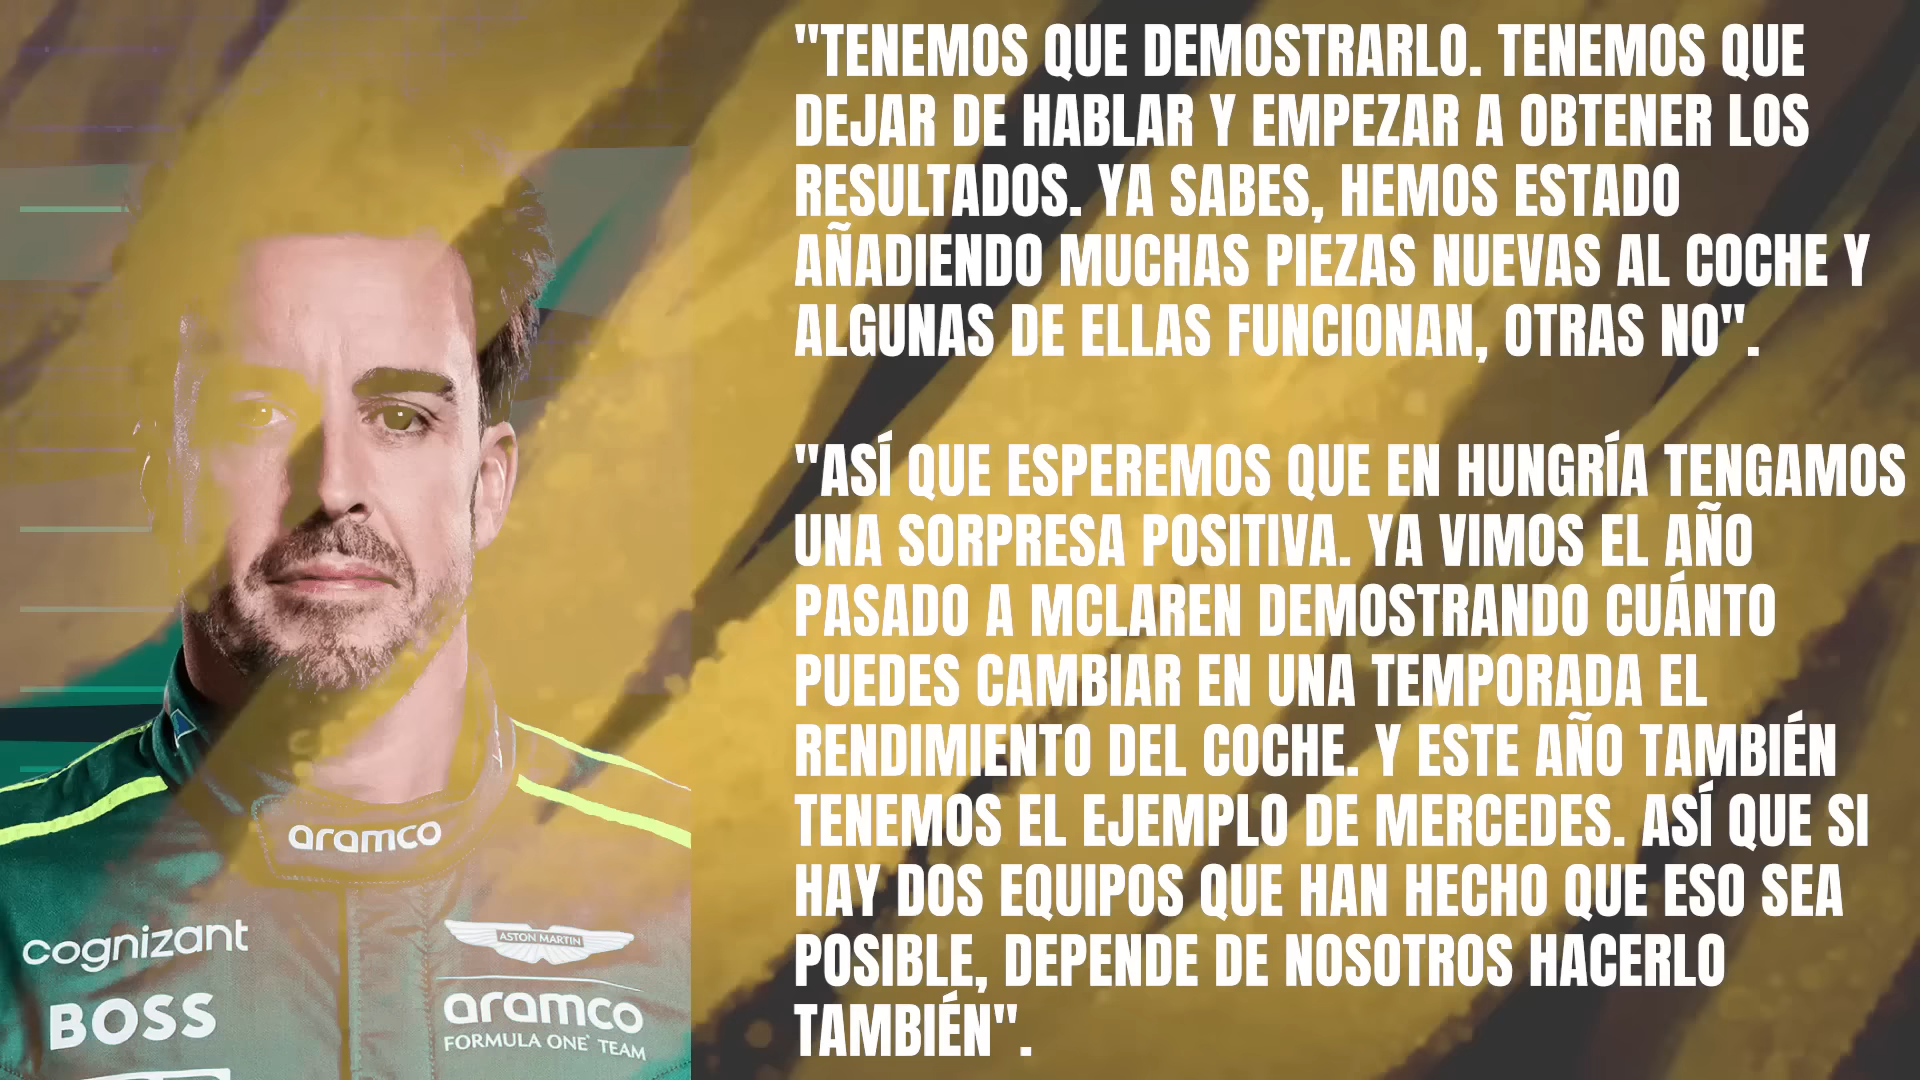 "TENEMOS QUE DEMOSTRARLO. TENEMOS QUE
DEJAR DE HABLAR Y EMPEZAR A OBTENER LOS
RESULTADOS. YA SABES, HEMOS ESTADO
AÑADIENDO MUCHAS PIEZAS NUEVAS AL COCHE Y
ALGUNAS DE ELLAS FUNCIONAN, OTRAS NO".
"ASÍ QUE ESPEREMOS QUE EN HUNGRÍA TENGAMOS
UNA SORPRESA POSITIVA. YA VIMOS EL AÑO
PASADO A MCLAREN DEMOSTRANDO CUÁNTO
PUEDES CAMBIAR EN UNA TEMPORADA EL
RENDIMIENTO DEL COCHE. Y ESTE AÑO TAMBIÉN
TENEMOS EL EJEMPLO DE MERCEDES. ASÍ QUE SI
HAY DOS EQUIPOS QUE HAN HECHO QUE ESO SEA
POSIBLE, DEPENDE DE NOSOTROS HACERLO
TAMBIÉN".
aramco
cognizant
BOSS
ASTON MARTIN
aramco
FORMULA ONE TEAM